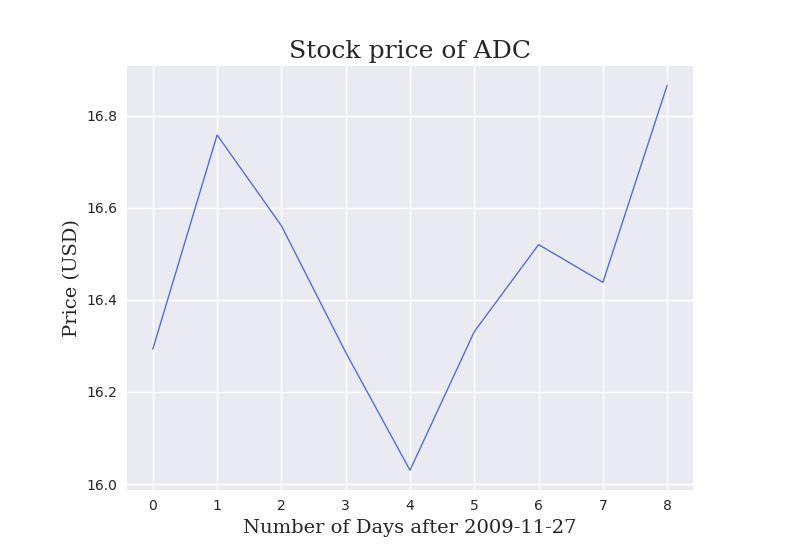 Stock price of ADC
Price (USD)
16.8
16.6
16.4
16.2
16.0
0 1 2 3 4 5 6 7 8
Number of Days after 2009-11-27